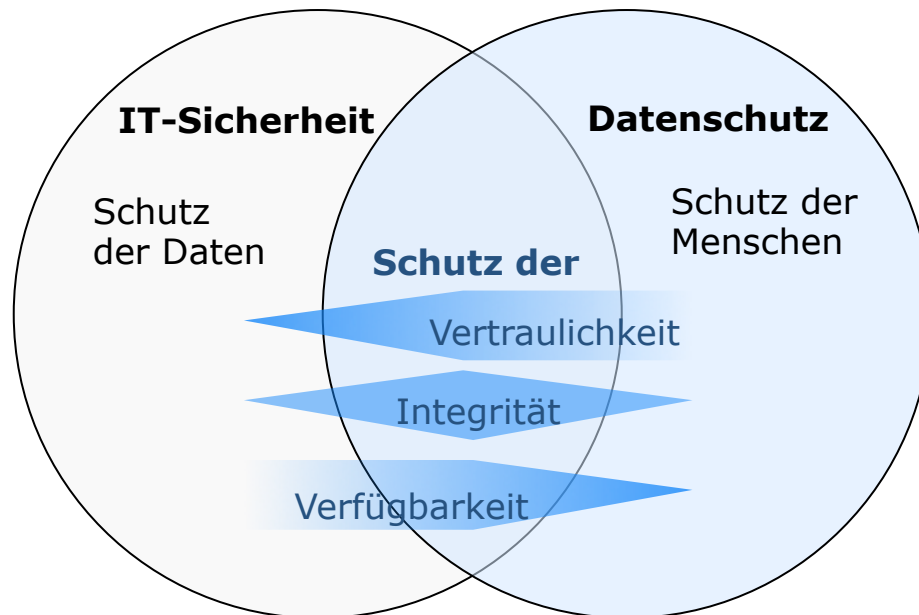 IT-Sicherheit
Schutz
der Daten
Datenschutz
Schutz der
Menschen
Schutz der
Vertraulichkeit
Integrität
Verfügbarkeit